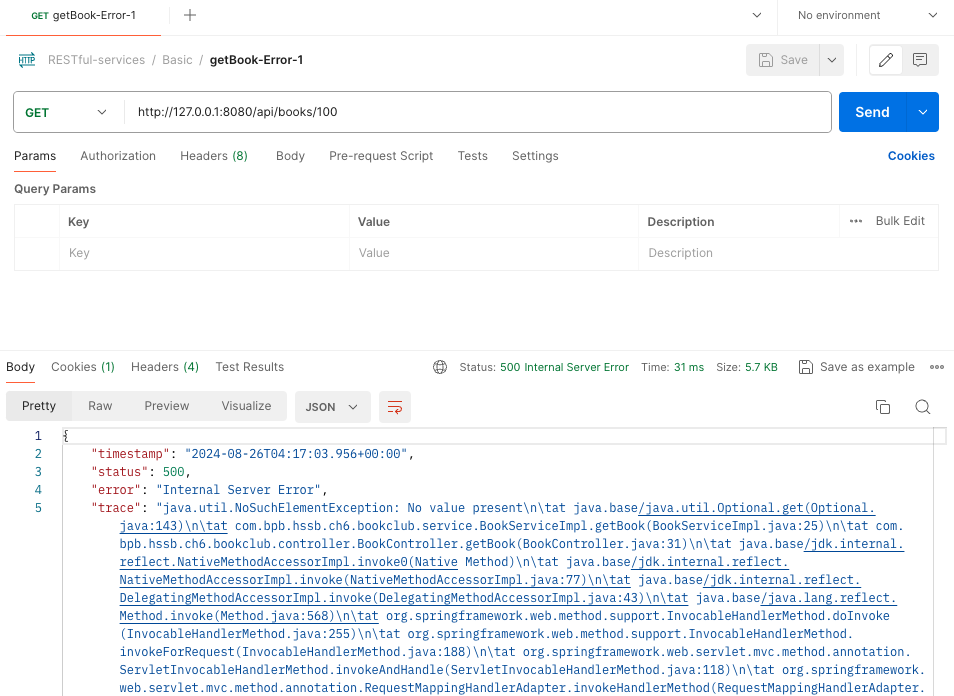 GET getBook-Error-1
No environment
HTTP RESTful-services / Basic / getBook-Error-1
Save
GET http://127.0.0.1:8080/api/books/100
Send
Params Authorization Headers (8) Body Pre-request Script Tests Settings Cookies
Query Params
Key Value Description Bulk Edit
Key Value Description
Body Cookies (1) Headers (4) Test Results Status: 500 Internal Server Error Time: 31 ms Size: 5.7 KB Save as example
Pretty Raw Preview Visualize JSON
1 {
2 "timestamp": "2024-08-26T04:17:03.956+00:00",
3 "status": 500,
4 "error": "Internal Server Error",
5 "trace": "java.util.NoSuchElementException: No value present\n\tat java.base/java.util.Optional.get(Optional.
java:143)\n\tat com.bpb.hssb.ch6.bookclub.service.BookServiceImpl.getBook(BookServiceImpl.java:25)\n\tat com.
bpb.hssb.ch6.bookclub.controller.BookController.getBook(BookController.java:31)\n\tat java.base/jdk.internal.
reflect.NativeMethodAccessorImpl.invoke0(Native Method)\n\tat java.base/jdk.internal.reflect.
NativeMethodAccessorImpl.invoke(NativeMethodAccessorImpl.java:77)\n\tat java.base/jdk.internal.reflect.
DelegatingMethodAccessorImpl.invoke(DelegatingMethodAccessorImpl.java:43)\n\tat java.base/java.lang.reflect.
Method.invoke(Method.java:568)\n\tat org.springframework.web.method.support.InvocableHandlerMethod.doInvoke
(InvocableHandlerMethod.java:255)\n\tat org.springframework.web.method.support.InvocableHandlerMethod.
invokeForRequest(InvocableHandlerMethod.java:188)\n\tat org.springframework.web.servlet.mvc.method.annotation.
ServletInvocableHandlerMethod.invokeAndHandle(ServletInvocableHandlerMethod.java:118)\n\tat org.springframework.
web.servlet.mvc.method.annotation.RequestMappingHandlerAdapter.invokeHandlerMethod(RequestMappingHandlerAdapter.